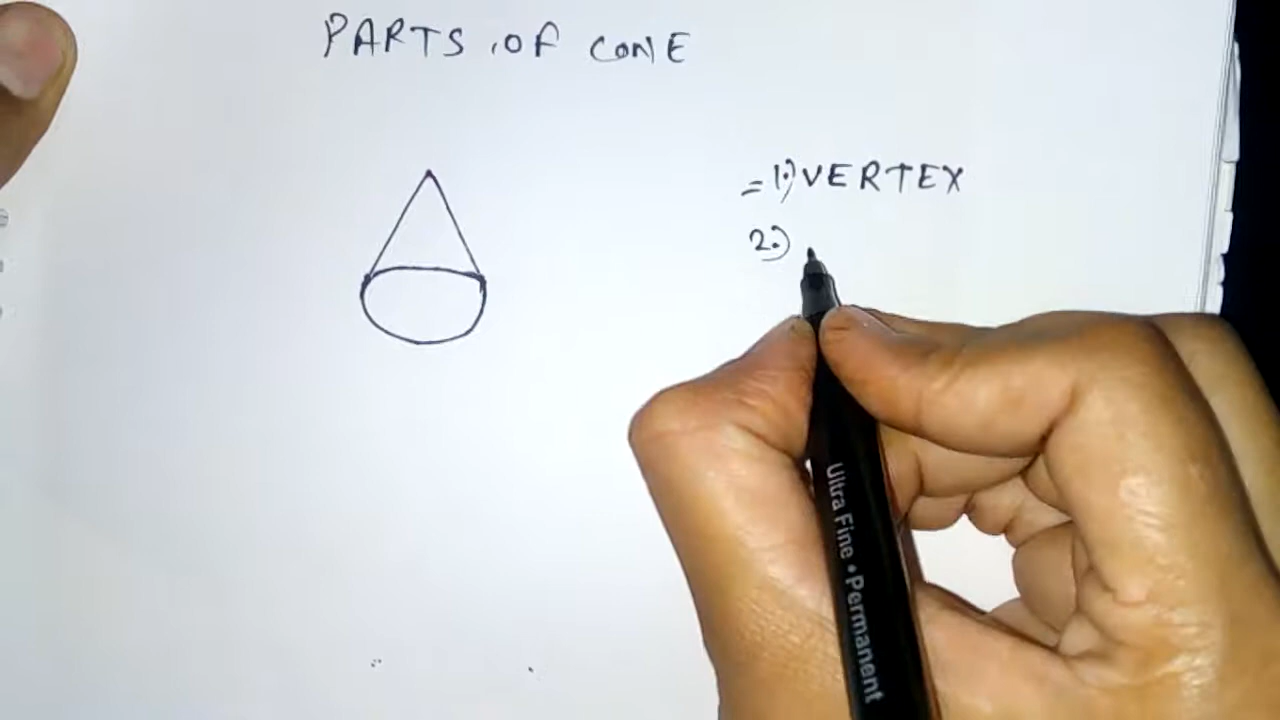 PARTS OF CONE
= 1.) VERTEX
2.)
Ultra Fine • Permanent